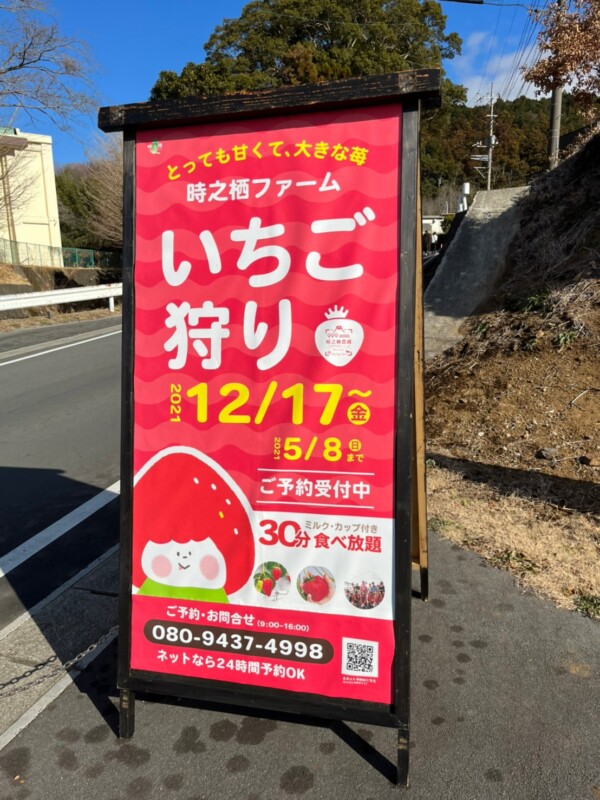 とっても甘くて、大きな苺
時之栖ファーム
いちご
狩り
2021 12/17〜㊎
2021 5/8 ㊐まで
ご予約受付中
ミルク・カップ付き
30分食べ放題
ご予約・お問合せ（9:00~16:00）
080-9437-4998
ネットなら24時間予約OK